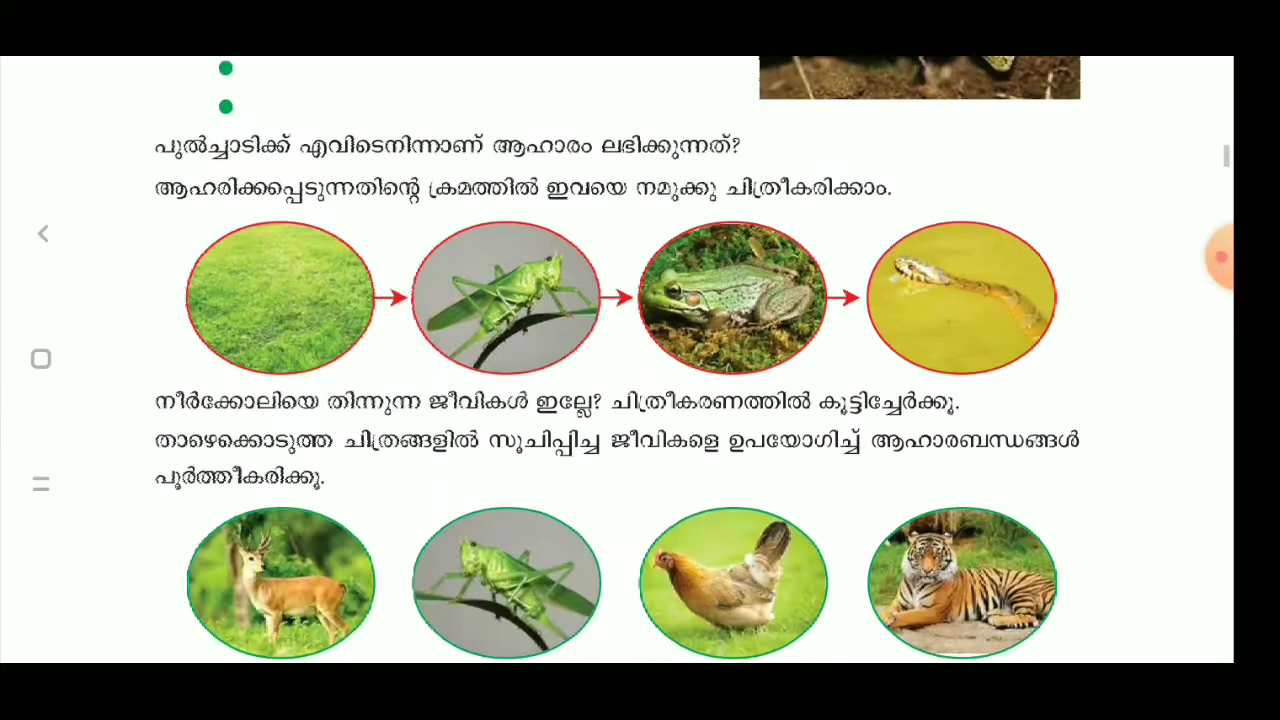 പുൽച്ചാടിക്ക് എവിടെനിന്നാണ് ആഹാരം ലഭിക്കുന്നത്?
ആഹരിക്കപ്പെടുന്നതിന്റെ ക്രമത്തിൽ ഇവയെ നമുക്കു ചിത്രീകരിക്കാം.
നീർക്കോലിയെ തിന്നുന്ന ജീവികൾ ഇല്ലേ? ചിത്രീകരണത്തിൽ കൂട്ടിച്ചേർക്കൂ.
താഴെക്കൊടുത്ത ചിത്രങ്ങളിൽ സൂചിപ്പിച്ച ജീവികളെ ഉപയോഗിച്ച് ആഹാരബന്ധങ്ങൾ
പൂർത്തീകരിക്കൂ.